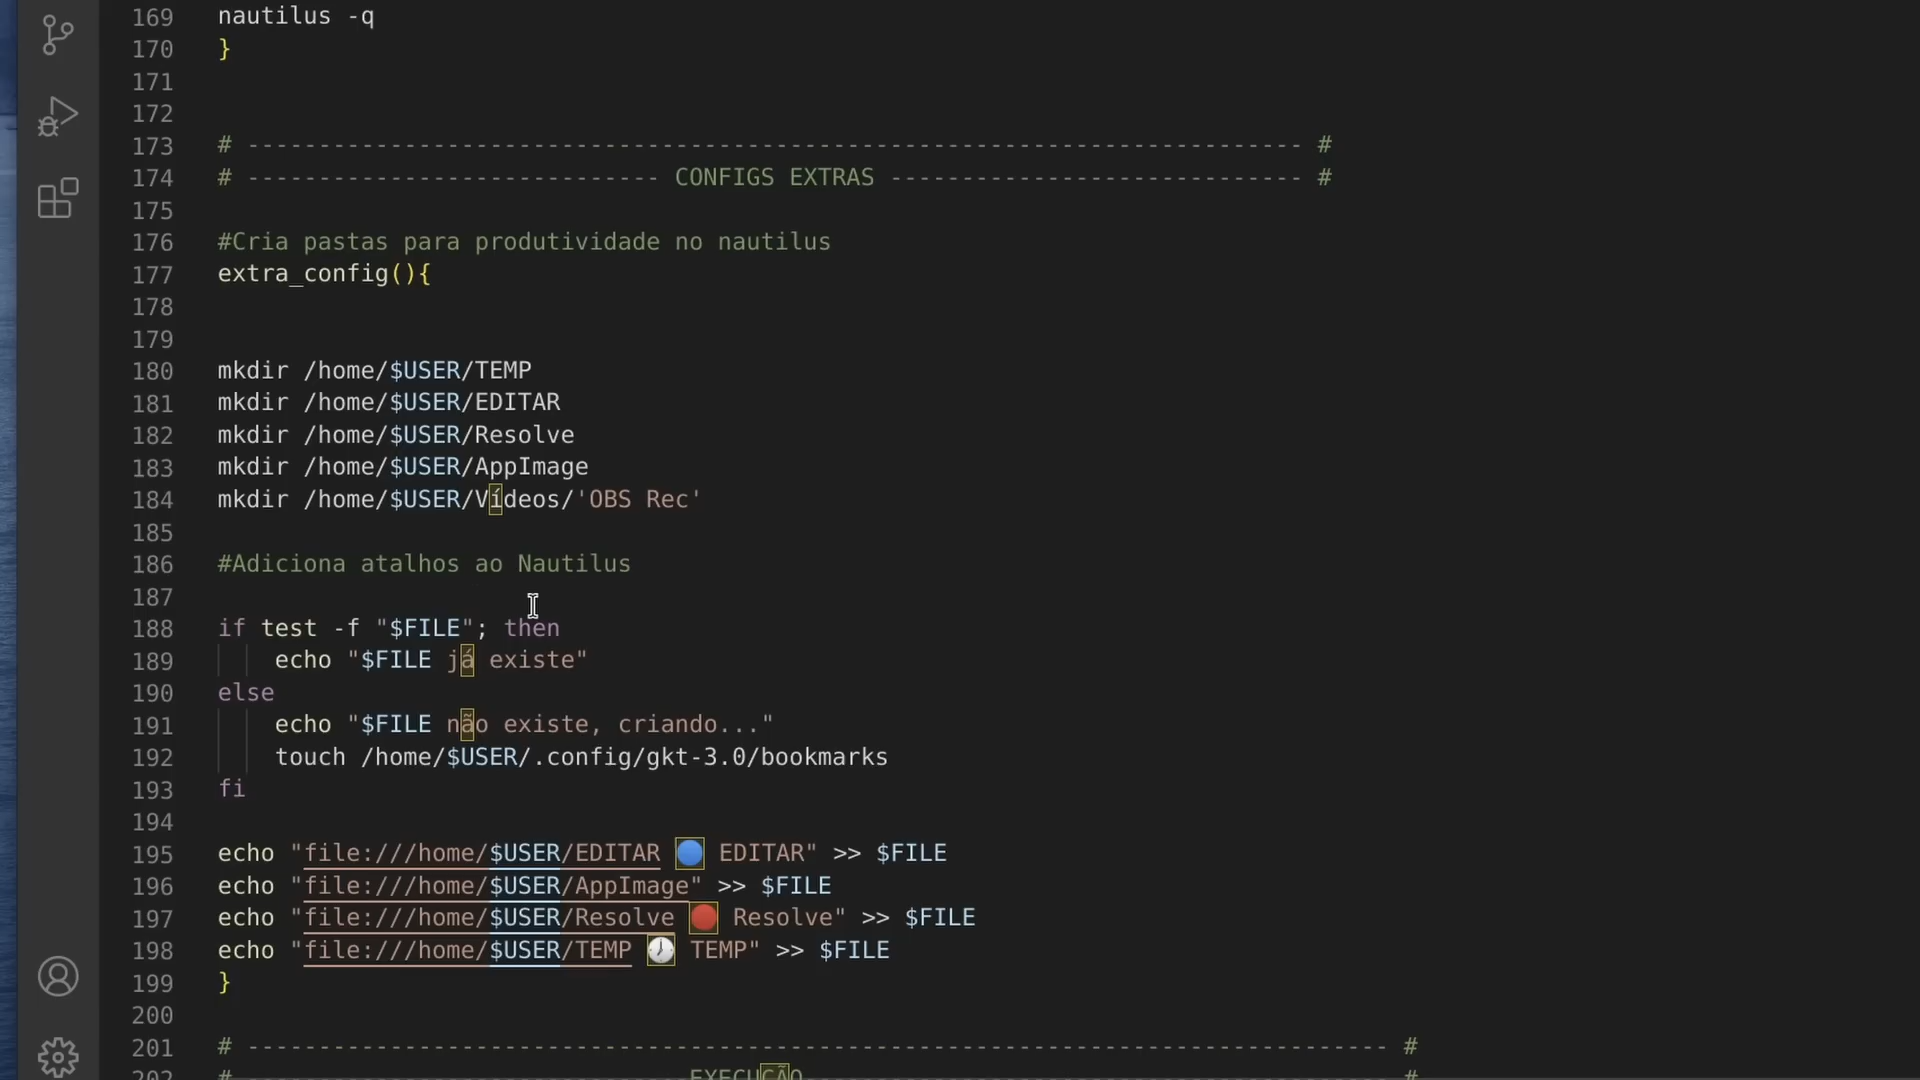 169 nautilus -q
170 }
171
172
173 # -------------------------------------------------------------------------- #
174 # ----------------------------- CONFIGS EXTRAS ----------------------------- #
175
176 #Cria pastas para produtividade no nautilus
177 extra_config(){
178
179
180 mkdir /home/$USER/TEMP
181 mkdir /home/$USER/EDITAR
182 mkdir /home/$USER/Resolve
183 mkdir /home/$USER/AppImage
184 mkdir /home/$USER/Vídeos/'OBS Rec'
185
186 #Adiciona atalhos ao Nautilus
187
188 if test -f "$FILE"; then
189     echo "$FILE já existe"
190 else
191     echo "$FILE não existe, criando..."
192     touch /home/$USER/.config/gkt-3.0/bookmarks
193 fi
194
195 echo "file:///home/$USER/EDITAR 🔵 EDITAR" >> $FILE
196 echo "file:///home/$USER/AppImage" >> $FILE
197 echo "file:///home/$USER/Resolve 🔴 Resolve" >> $FILE
198 echo "file:///home/$USER/TEMP 🕖 TEMP" >> $FILE
199 }
200
201 # -------------------------------------------------------------------------------- #
202 # -------------------------------EXECUÇÃO----------------------------------------- #